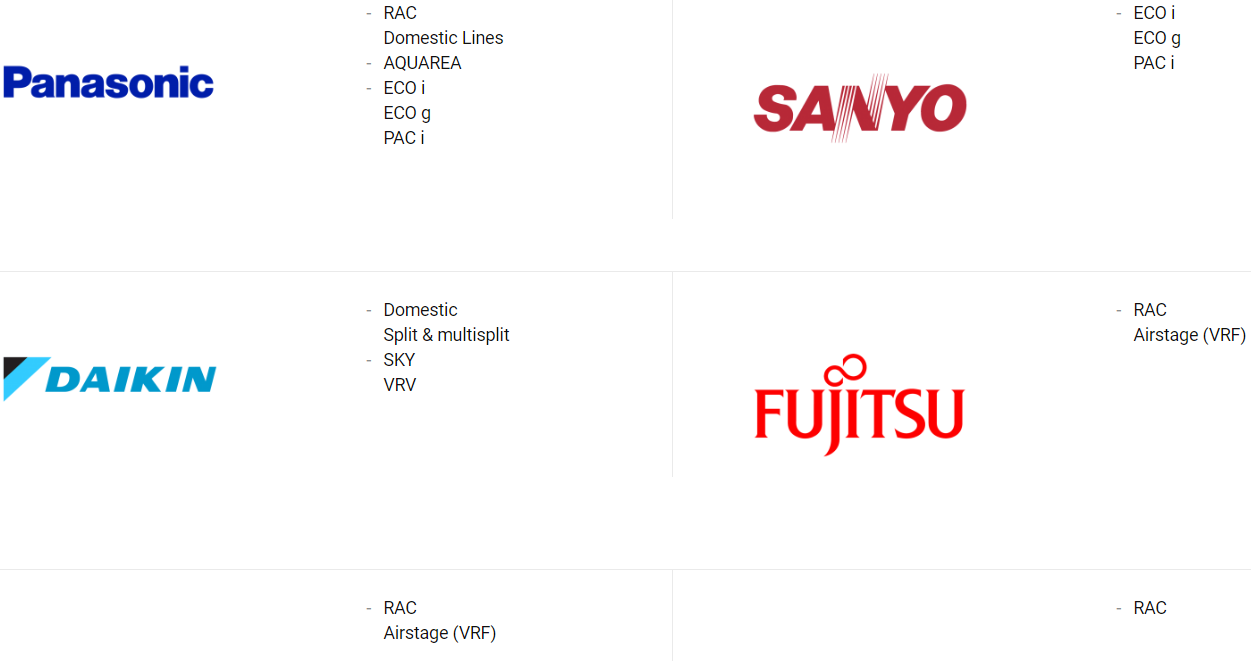 Panasonic
- RAC
Domestic Lines
- AQUAREA
- ECO i
ECO g
PAC i
SANYO
- ECO i
ECO g
PAC i
DAIKIN
- Domestic
Split & multisplit
- SKY
VRV
FUJITSU
- RAC
Airstage (VRF)
- RAC
Airstage (VRF)
- RAC